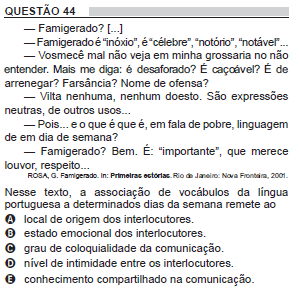 QUESTÃO 44
— Famigerado? [...]
— Famigerado é “inóxio”, é “célebre”, “notório”, “notável”...
— Vosmecê mal não veja em minha grossaria no não
entender. Mais me diga: é desaforado? É caçoável? É de
arrenegar? Farsância? Nome de ofensa?
— Vilta nenhuma, nenhum doesto. São expressões
neutras, de outros usos...
— Pois... e o que é que é, em fala de pobre, linguagem
de em dia de semana?
— Famigerado? Bem. É: “importante”, que merece
louvor, respeito...
ROSA, G. Famigerado. In: Primeiras estórias. Rio de Janeiro: Nova Fronteira, 2001.
Nesse texto, a associação de vocábulos da língua
portuguesa a determinados dias da semana remete ao
A local de origem dos interlocutores.
B estado emocional dos interlocutores.
C grau de coloquialidade da comunicação.
D nível de intimidade entre os interlocutores.
E conhecimento compartilhado na comunicação.